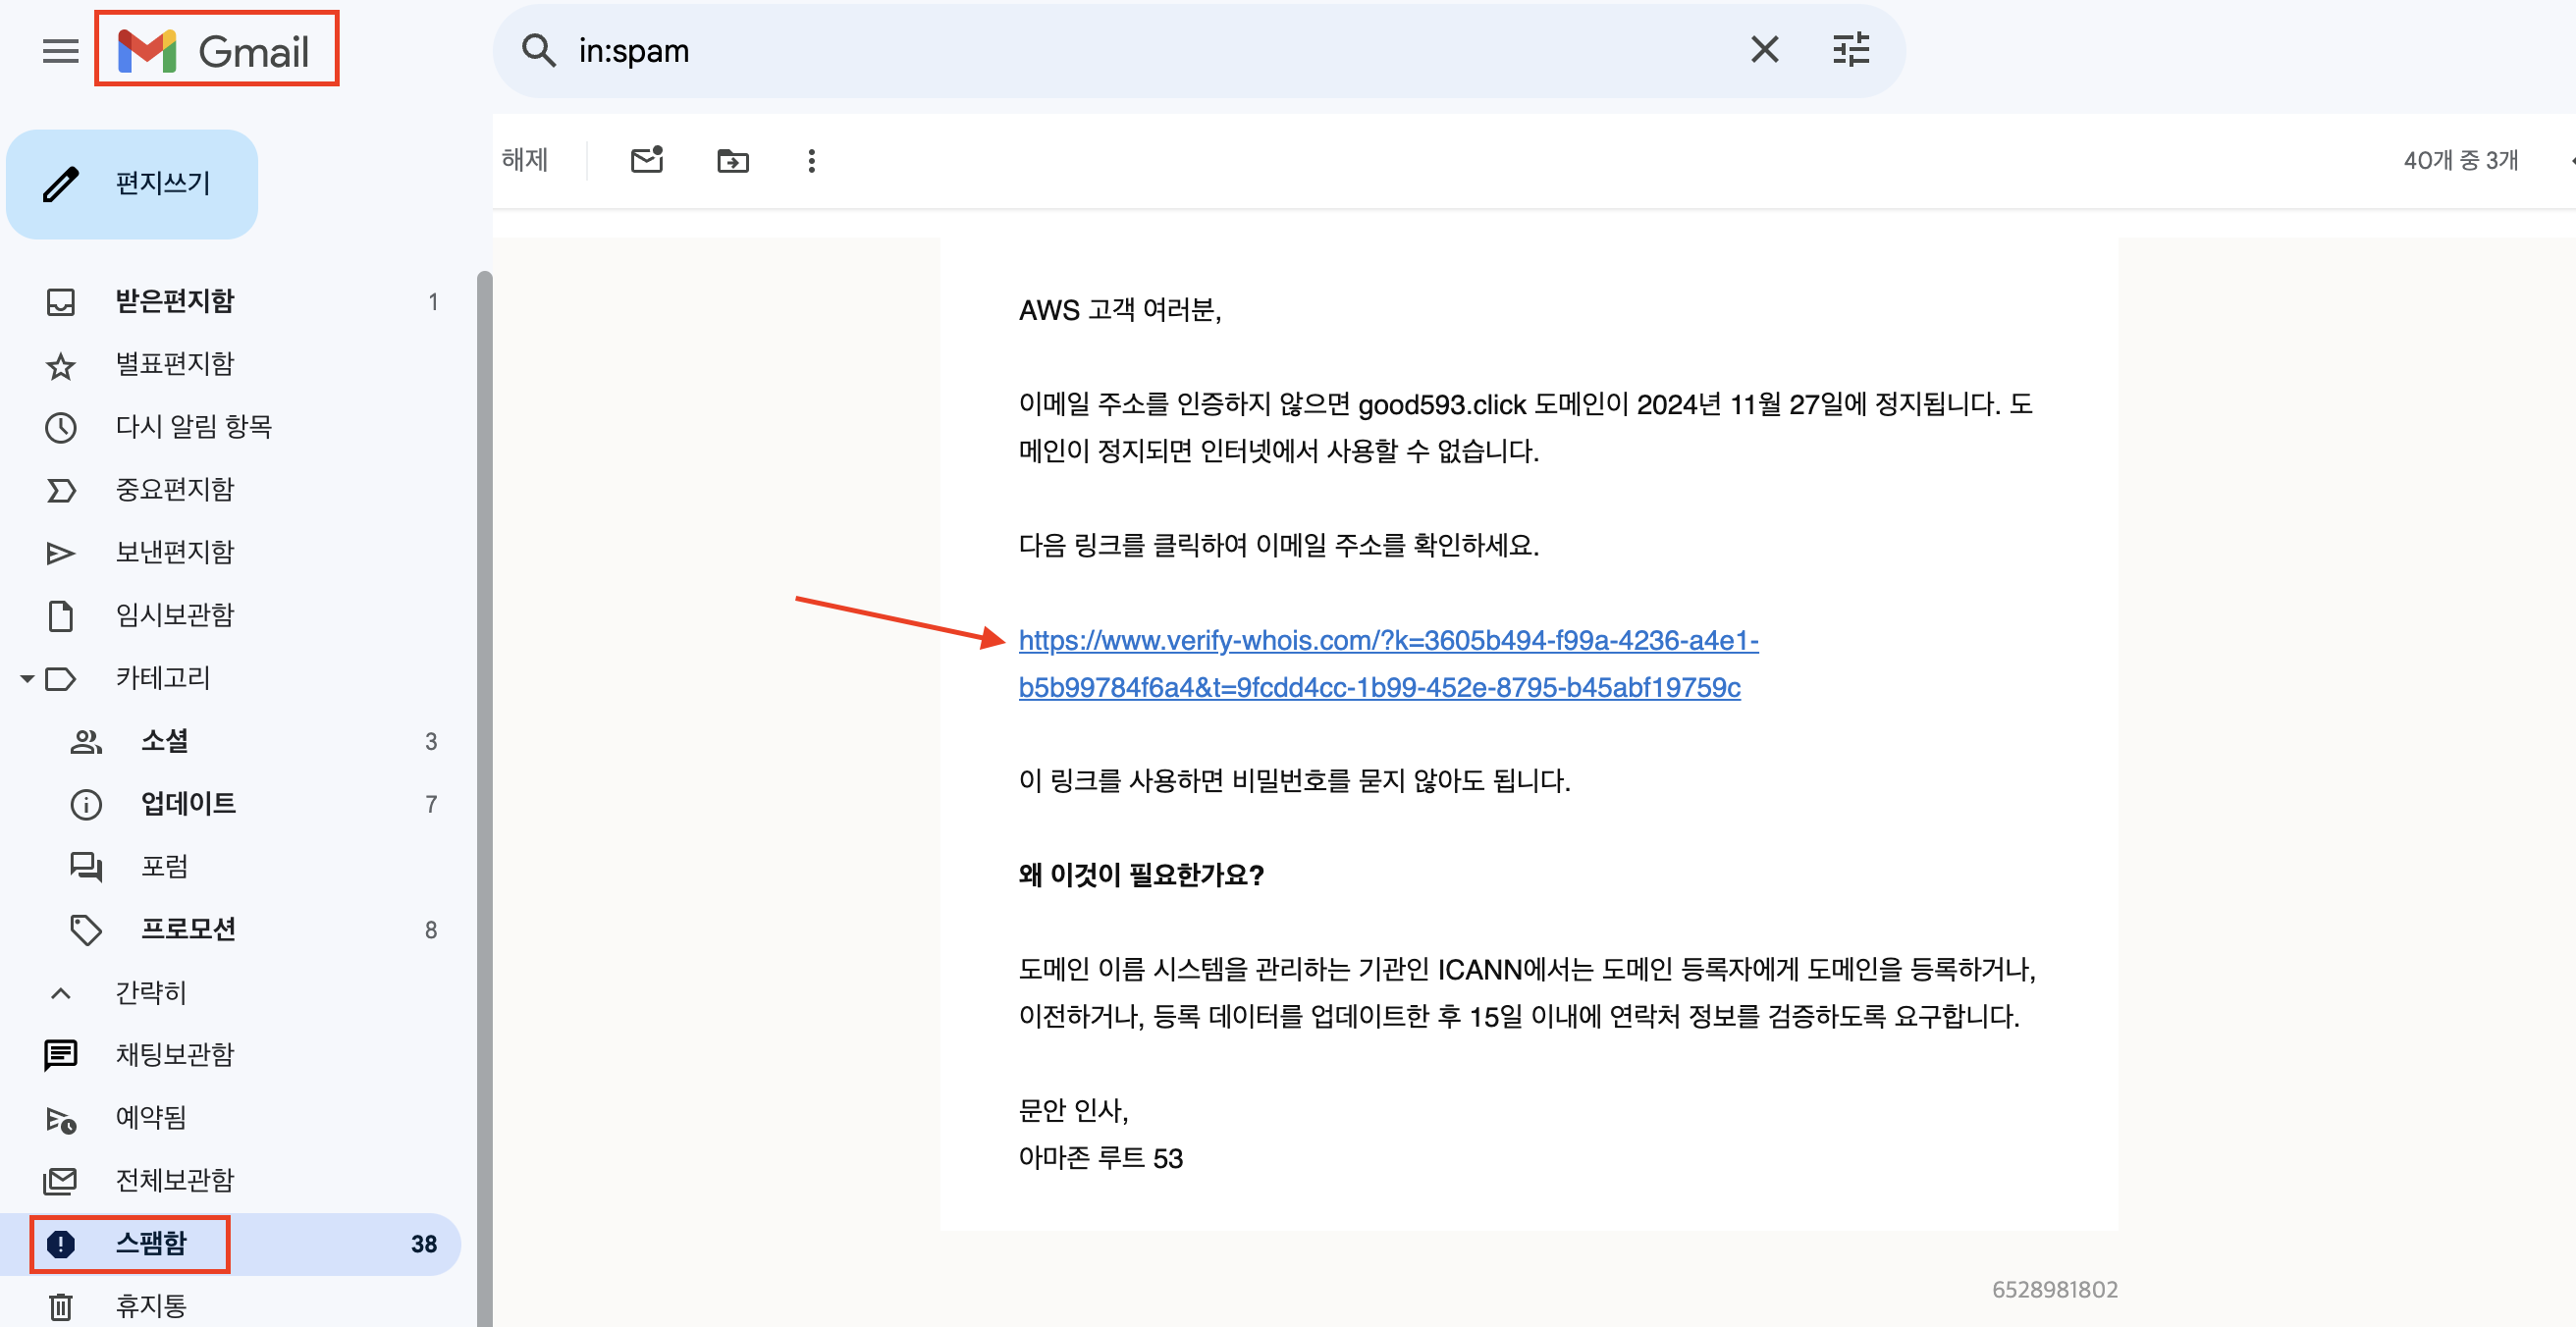 Gmail
in:spam
편지쓰기
해제
40개 중 3개
받은편지함 1
별표편지함
다시 알림 항목
중요편지함
보낸편지함
임시보관함
카테고리
소셜 3
업데이트 7
포럼
프로모션 8
간략히
채팅보관함
예약됨
전체보관함
스팸함 38
휴지통
AWS 고객 여러분,
이메일 주소를 인증하지 않으면 good593.click 도메인이 2024년 11월 27일에 정지됩니다. 도
메인이 정지되면 인터넷에서 사용할 수 없습니다.
다음 링크를 클릭하여 이메일 주소를 확인하세요.
https://www.verify-whois.com/?k=3605b494-f99a-4236-a4e1-
b5b99784f6a4&t=9fcdd4cc-1b99-452e-8795-b45abf19759c
이 링크를 사용하면 비밀번호를 묻지 않아도 됩니다.
왜 이것이 필요한가요?
도메인 이름 시스템을 관리하는 기관인 ICANN에서는 도메인 등록자에게 도메인을 등록하거나,
이전하거나, 등록 데이터를 업데이트한 후 15일 이내에 연락처 정보를 검증하도록 요구합니다.
문안 인사,
아마존 루트 53
6528981802